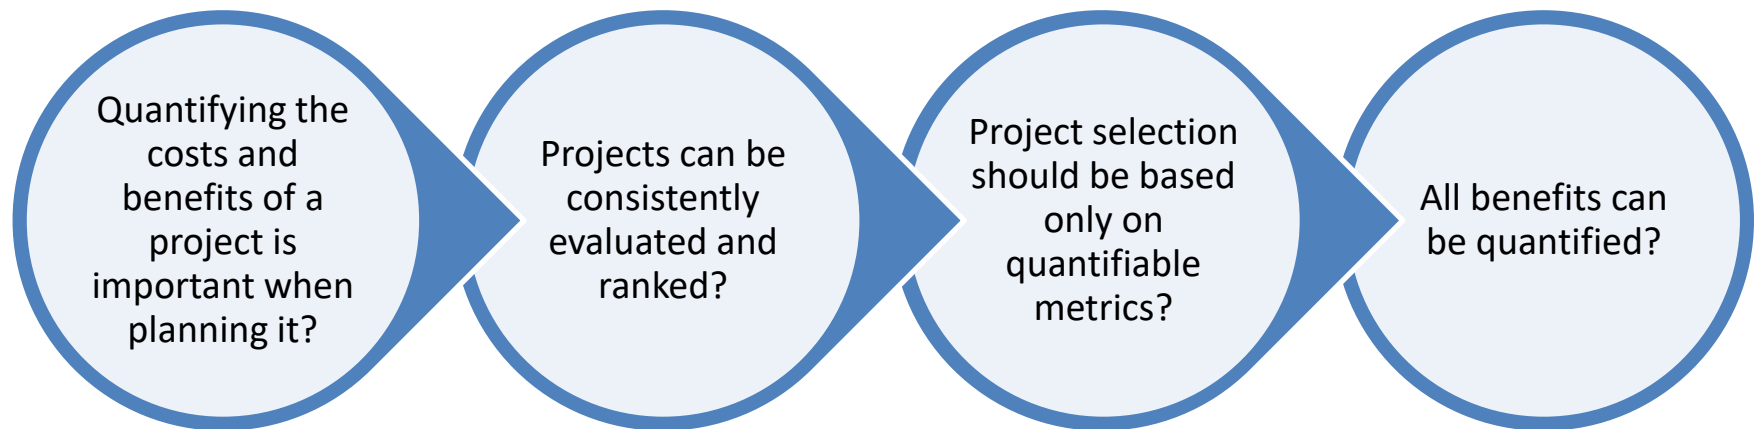 Quantifying the
costs and
benefits of a
project is
important when
planning it?
Projects can be
consistently
evaluated and
ranked?
Project selection
should be based
only on
quantifiable
metrics?
All benefits can
be quantified?